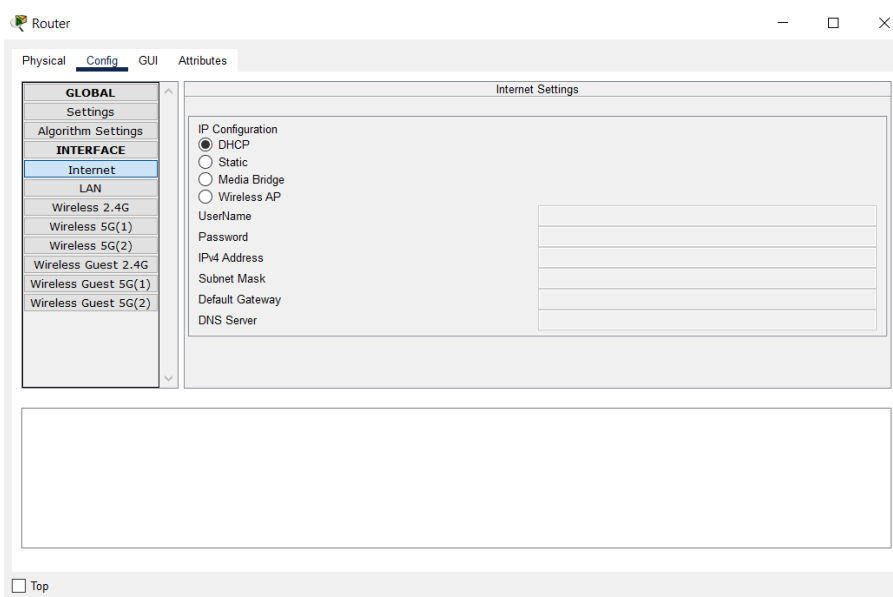 Router
Physical Config GUI Attributes
GLOBAL
Settings
Algorithm Settings
INTERFACE
Internet
LAN
Wireless 2.4G
Wireless 5G(1)
Wireless 5G(2)
Wireless Guest 2.4G
Wireless Guest 5G(1)
Wireless Guest 5G(2)
Internet Settings
IP Configuration
DHCP
Static
Media Bridge
Wireless AP
UserName
Password
IPv4 Address
Subnet Mask
Default Gateway
DNS Server
Top